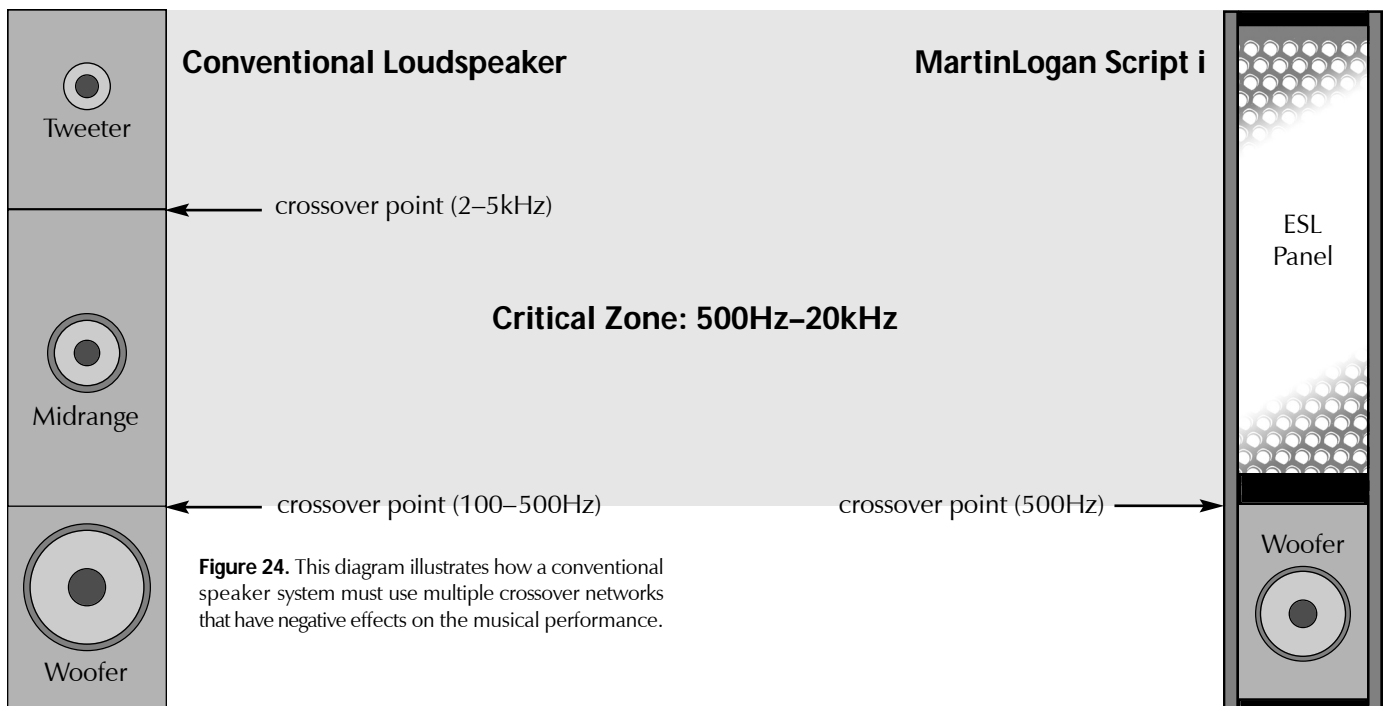 Conventional Loudspeaker
MartinLogan Script i
Tweeter
crossover point (2–5kHz)
ESL
Panel
Critical Zone: 500Hz–20kHz
Midrange
crossover point (100–500Hz)
crossover point (500Hz)
Woofer
Figure 24. This diagram illustrates how a conventional
speaker system must use multiple crossover networks
that have negative effects on the musical performance.
Woofer